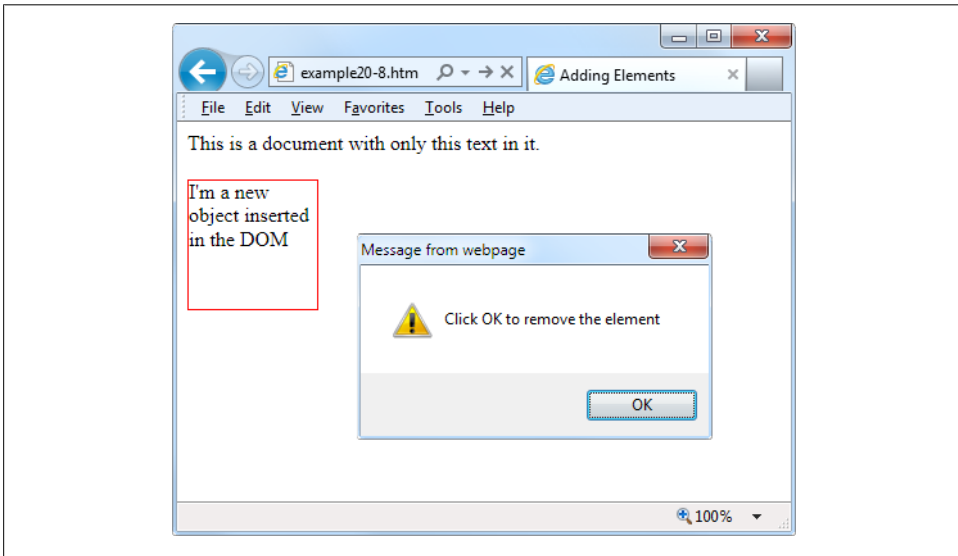 example20-8.htm
Adding Elements
File Edit View Favorites Tools Help
This is a document with only this text in it.
I'm a new
object inserted
in the DOM
Message from webpage
Click OK to remove the element
OK
100%